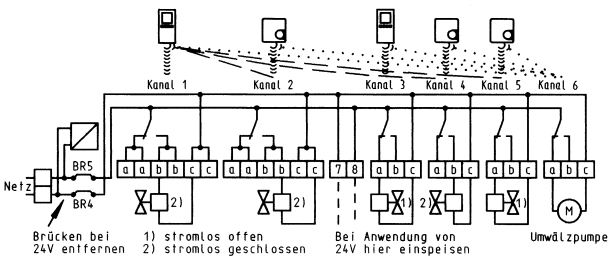 Kanal 1 Kanal 2 Kanal 3 Kanal 4 Kanal 5 Kanal 6
BR5
a a b b c c a a b b c c 7 8 a b c a b c a b c a b c
Netz
BR4
2) 2) 1) 2) 1) M
Brücken bei 1) stromlos offen Bei Anwendung von Umwälzpumpe
24V entfernen 2) stromlos geschlossen 24V hier einspeisen